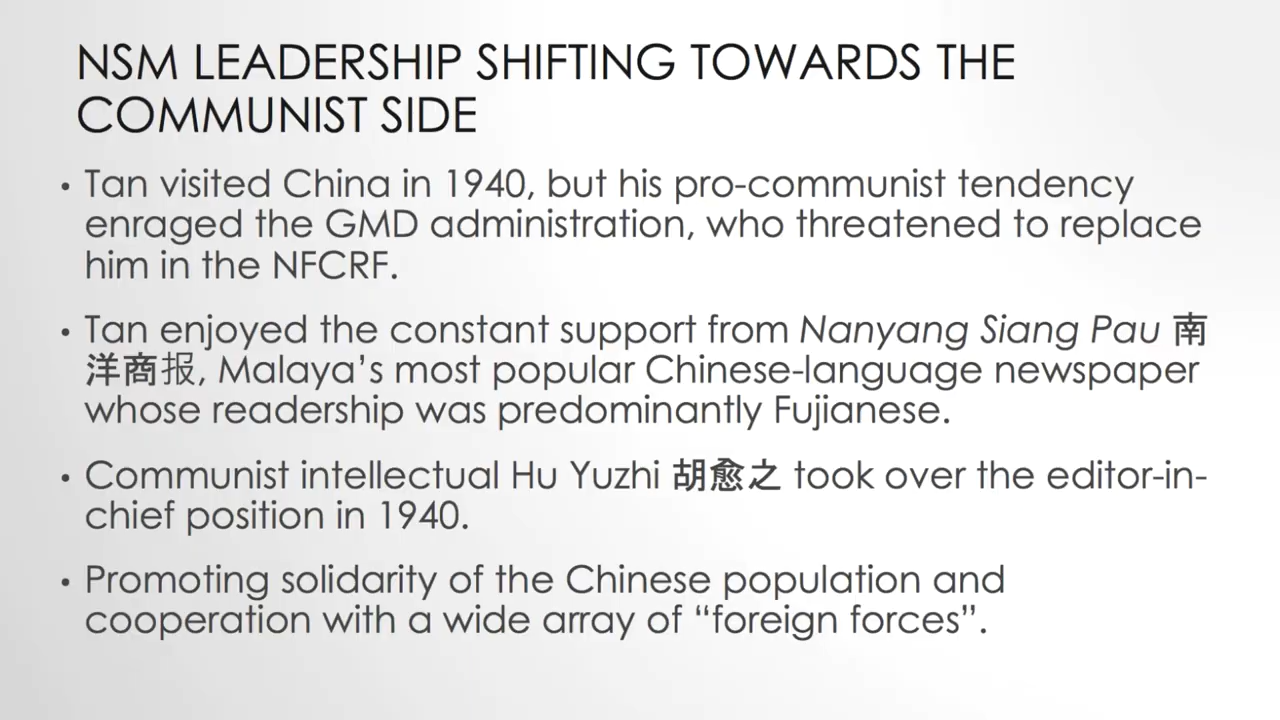 NSM LEADERSHIP SHIFTING TOWARDS THE
COMMUNIST SIDE
• Tan visited China in 1940, but his pro-communist tendency
enraged the GMD administration, who threatened to replace
him in the NFCRF.
• Tan enjoyed the constant support from Nanyang Siang Pau 南
洋商报, Malaya's most popular Chinese-language newspaper
whose readership was predominantly Fujianese.
• Communist intellectual Hu Yuzhi 胡愈之 took over the editor-in-
chief position in 1940.
• Promoting solidarity of the Chinese population and
cooperation with a wide array of “foreign forces”.